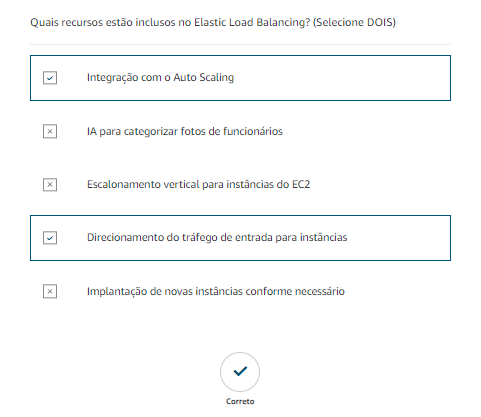 Quais recursos estão inclusos no Elastic Load Balancing? (Selecione DOIS)
Integração com o Auto Scaling
IA para categorizar fotos de funcionários
Escalonamento vertical para instâncias do EC2
Direcionamento do tráfego de entrada para instâncias
Implantação de novas instâncias conforme necessário
Correto